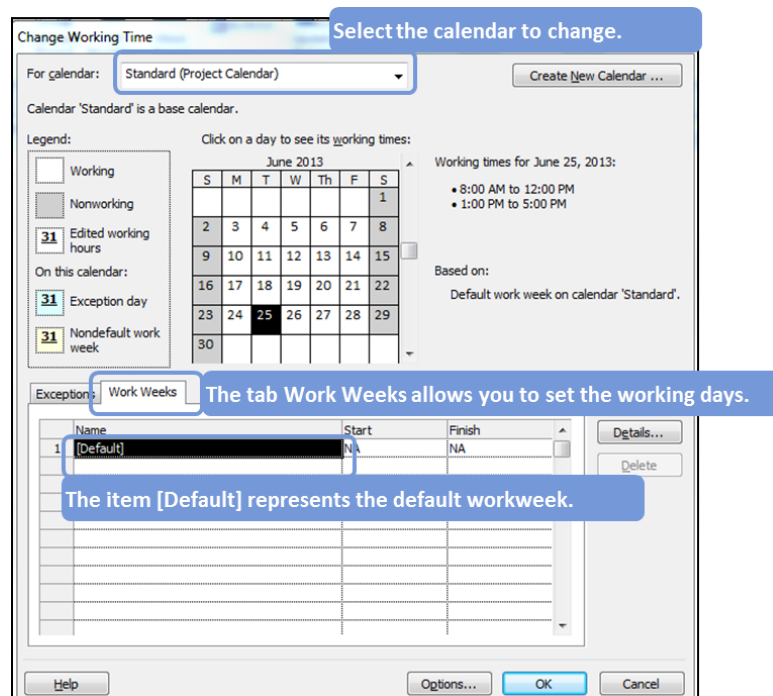 Change Working Time
Select the calendar to change.
For calendar: Standard (Project Calendar) Create New Calendar ...
Calendar 'Standard' is a base calendar.
Legend:
Working
Nonworking
31 Edited working hours
On this calendar:
31 Exception day
31 Nondefault work week
Click on a day to see its working times:
June 2013
S M T W Th F S
1
2 3 4 5 6 7 8
9 10 11 12 13 14 15
16 17 18 19 20 21 22
23 24 25 26 27 28 29
30
Working times for June 25, 2013:
• 8:00 AM to 12:00 PM
• 1:00 PM to 5:00 PM
Based on:
Default work week on calendar 'Standard'.
Exceptions Work Weeks
The tab Work Weeks allows you to set the working days.
Name Start Finish
1 [Default] NA NA
Details...
Delete
The item [Default] represents the default workweek.
Help Options... OK Cancel